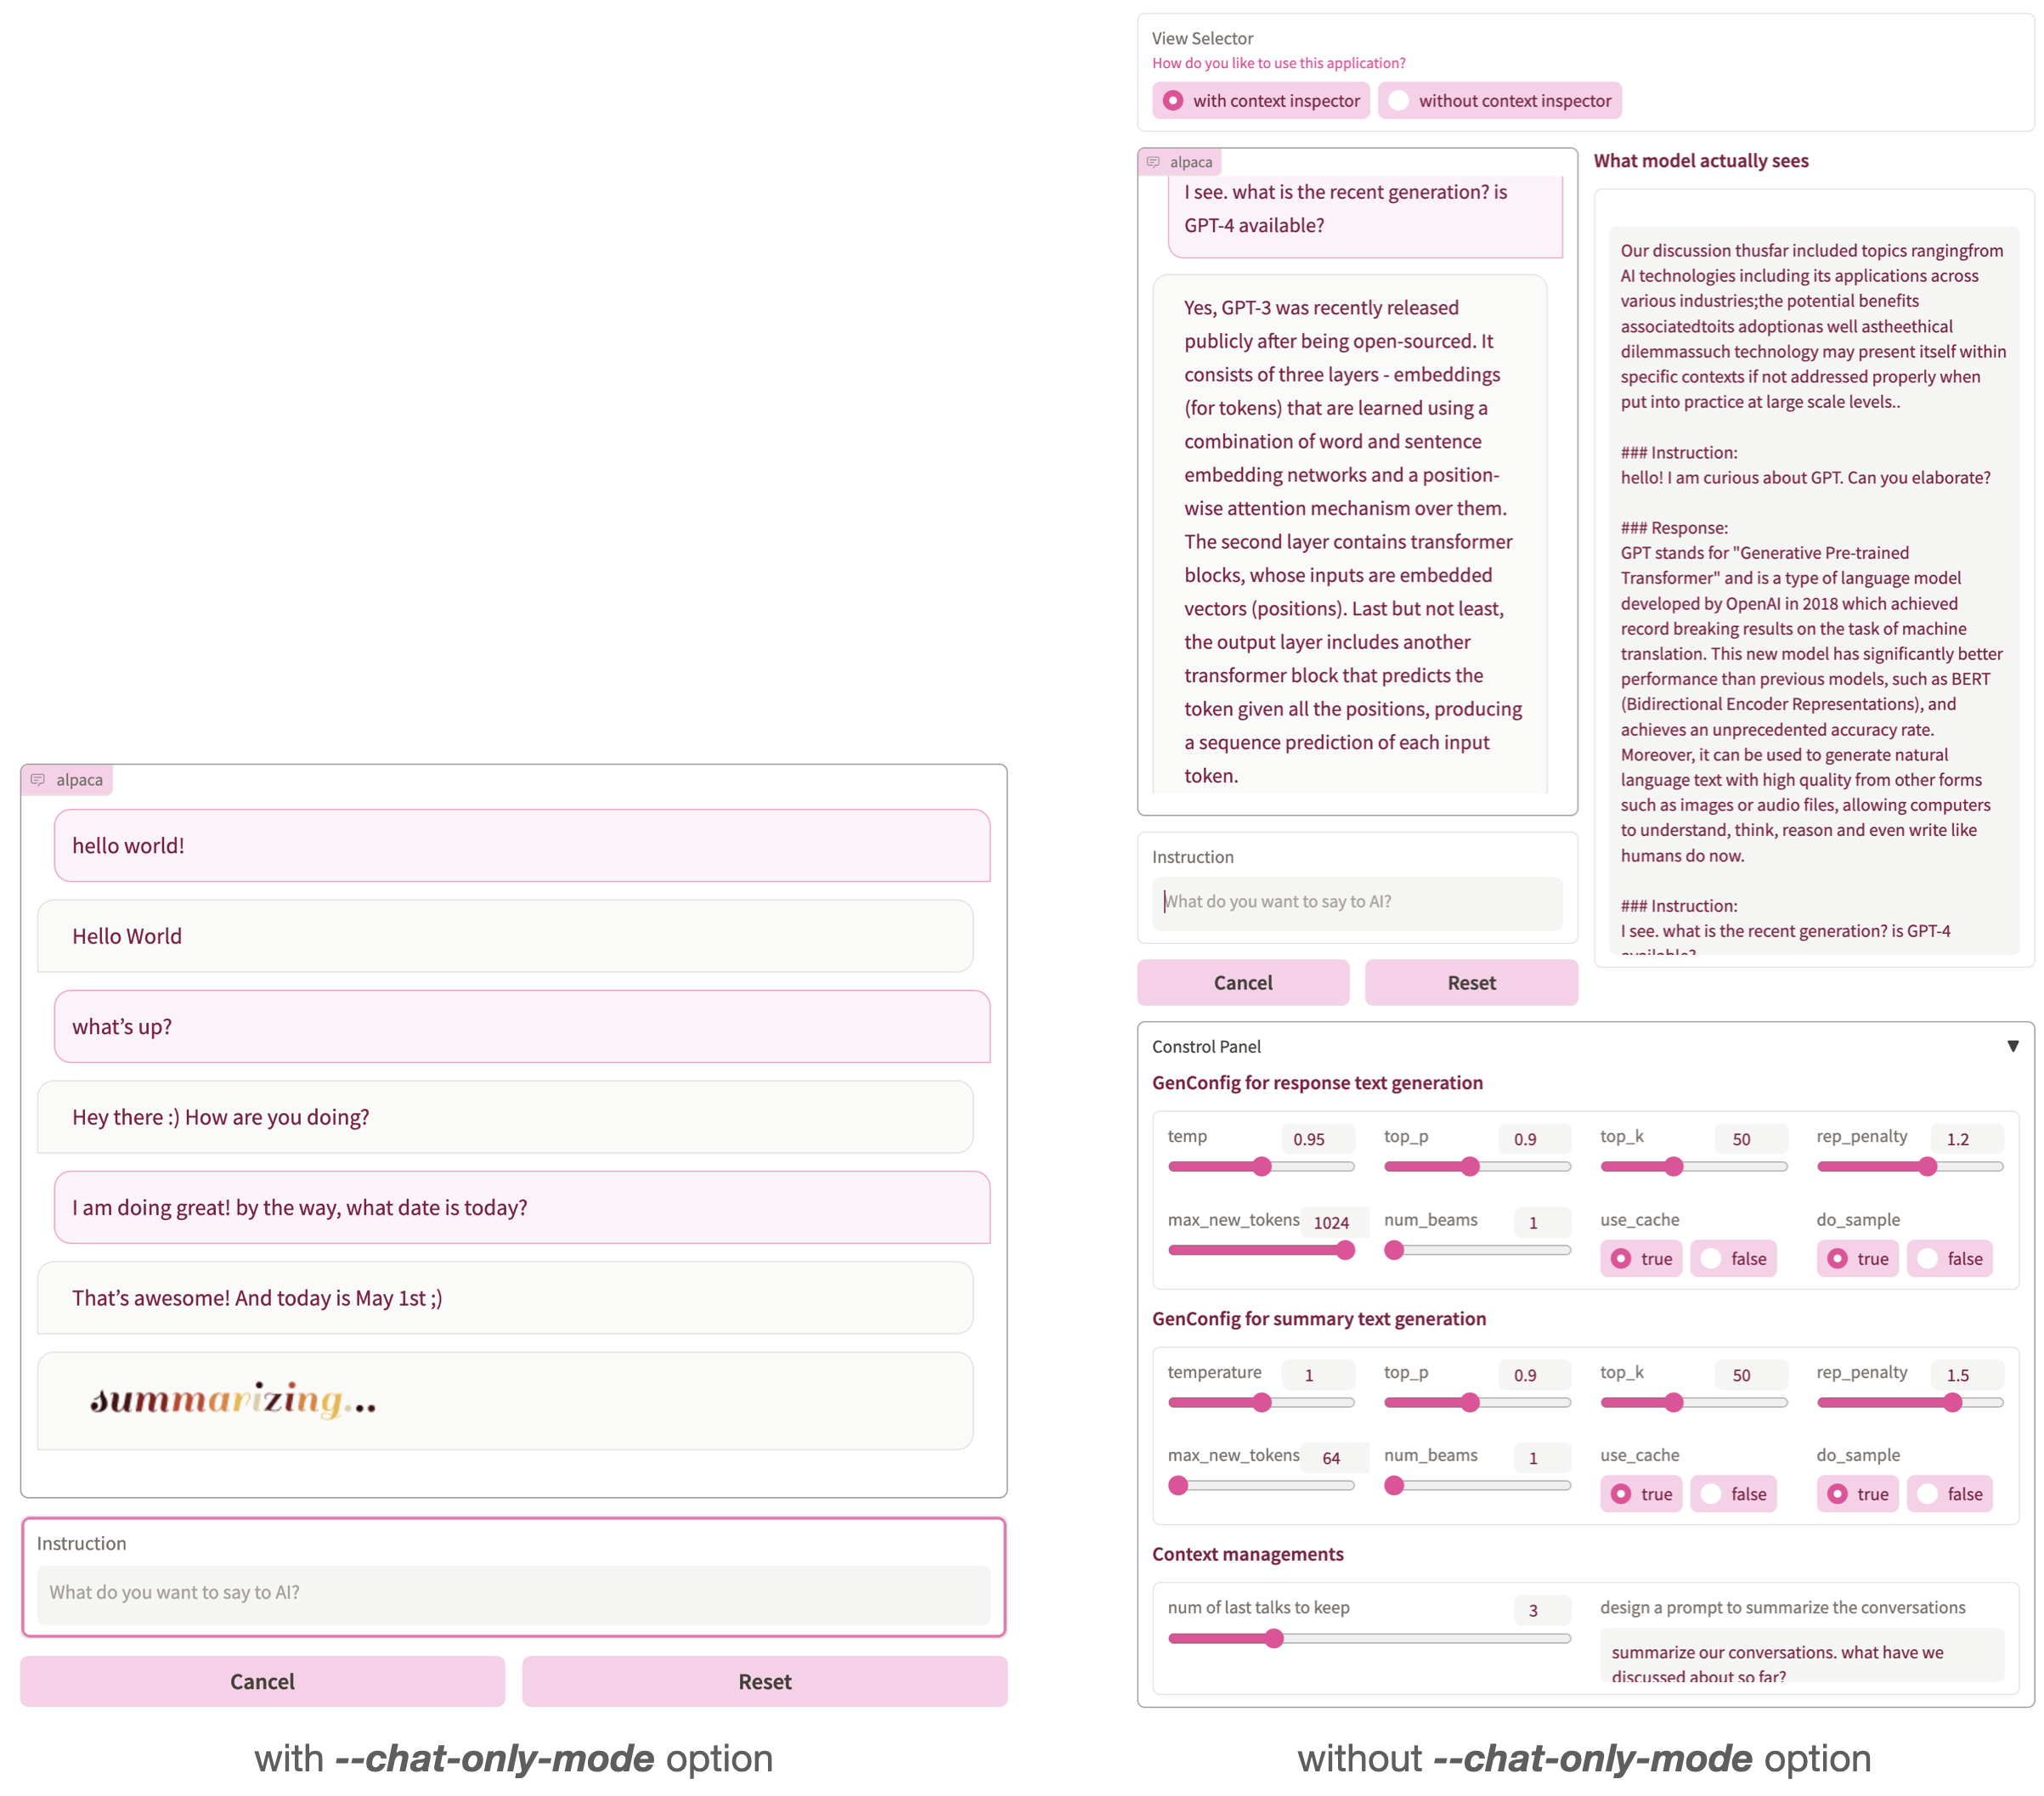 alpaca
hello world!
Hello World
what's up?
Hey there :) How are you doing?
I am doing great! by the way, what date is today?
That's awesome! And today is May 1st ;)
summarizing...
Instruction
What do you want to say to AI?
Cancel
Reset
with --chat-only-mode option
View Selector
How do you like to use this application?
with context inspector
without context inspector
alpaca
I see. what is the recent generation? is
GPT-4 available?
Yes, GPT-3 was recently released
publicly after being open-sourced. It
consists of three layers - embeddings
(for tokens) that are learned using a
combination of word and sentence
embedding networks and a position-
wise attention mechanism over them.
The second layer contains transformer
blocks, whose inputs are embedded
vectors (positions). Last but not least,
the output layer includes another
transformer block that predicts the
token given all the positions, producing
a sequence prediction of each input
token.
Instruction
What do you want to say to AI?
Cancel
Reset
What model actually sees
Our discussion thusfar included topics rangingfrom
AI technologies including its applications across
various industries;the potential benefits
associatedtoits adoptionas well astheethical
dilemmassuch technology may present itself within
specific contexts if not addressed properly when
put into practice at large scale levels..
### Instruction:
hello! I am curious about GPT. Can you elaborate?
### Response:
GPT stands for "Generative Pre-trained
Transformer" and is a type of language model
developed by OpenAI in 2018 which achieved
record breaking results on the task of machine
translation. This new model has significantly better
performance than previous models, such as BERT
(Bidirectional Encoder Representations), and
achieves an unprecedented accuracy rate.
Moreover, it can be used to generate natural
language text with high quality from other forms
such as images or audio files, allowing computers
to understand, think, reason and even write like
humans do now.
### Instruction:
I see. what is the recent generation? is GPT-4
available?
Constrol Panel
GenConfig for response text generation
temp 0.95
top_p 0.9
top_k 50
rep_penalty 1.2
max_new_tokens 1024
num_beams 1
use_cache
true false
do_sample
true false
GenConfig for summary text generation
temperature 1
top_p 0.9
top_k 50
rep_penalty 1.5
max_new_tokens 64
num_beams 1
use_cache
true false
do_sample
true false
Context managements
num of last talks to keep 3
design a prompt to summarize the conversations
summarize our conversations. what have we
discussed about so far?
without --chat-only-mode option